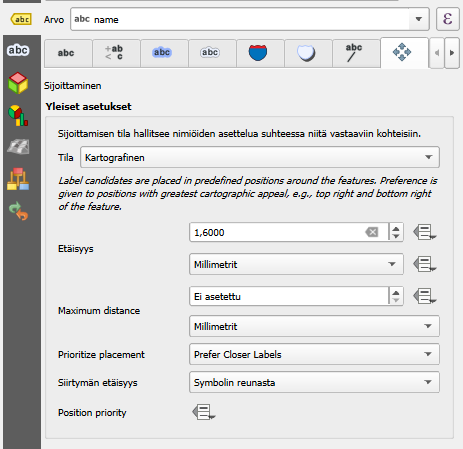 abc Arvo abc name ε
abc abc +ab < c abc abc abc
Sijoittaminen
Yleiset asetukset
Sijoittamisen tila hallitsee nimiöiden asettelua suhteessa niitä vastaaviin kohteisiin.
Tila Kartografinen
Label candidates are placed in predefined positions around the features. Preference is
given to positions with greatest cartographic appeal, e.g., top right and bottom right
of the feature.
1,6000
Etäisyys
Millimetrit
Ei asetettu
Maximum distance
Millimetrit
Prioritize placement Prefer Closer Labels
Siirtymän etäisyys Symbolin reunasta
Position priority